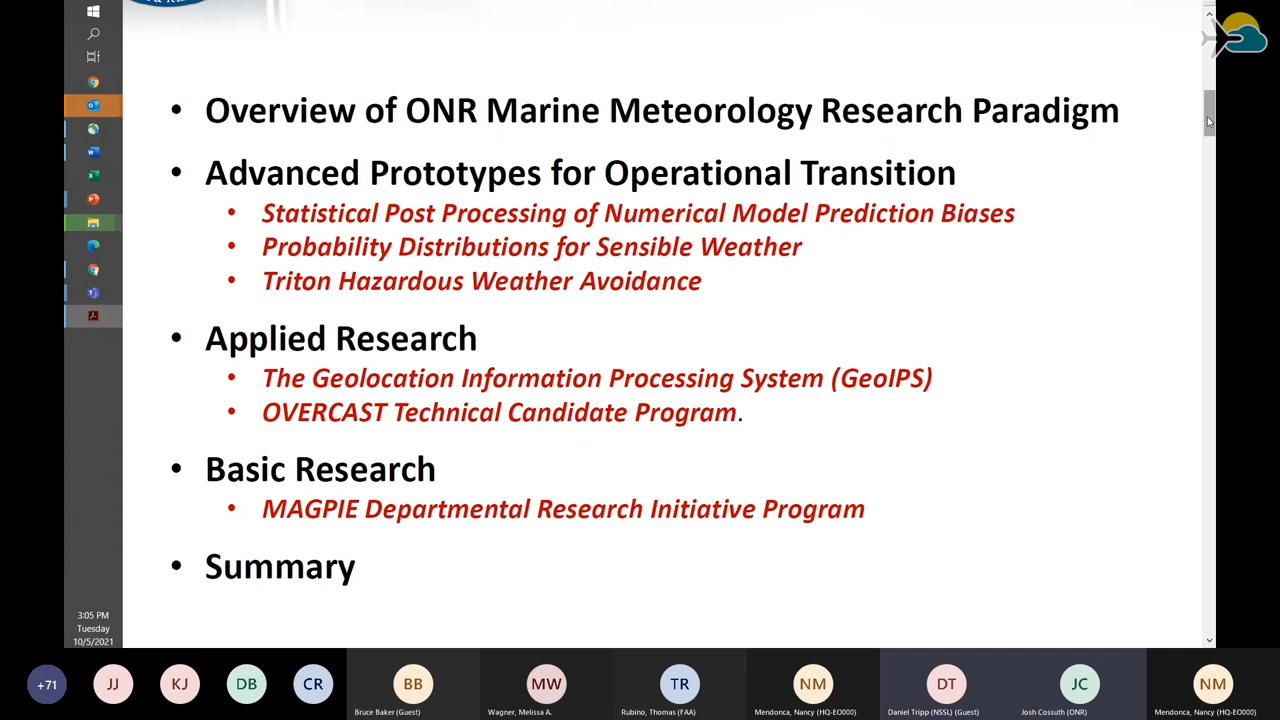 • Overview of ONR Marine Meteorology Research Paradigm
• Advanced Prototypes for Operational Transition
• Statistical Post Processing of Numerical Model Prediction Biases
• Probability Distributions for Sensible Weather
• Triton Hazardous Weather Avoidance
• Applied Research
• The Geolocation Information Processing System (GeoIPS)
• OVERCAST Technical Candidate Program.
• Basic Research
• MAGPIE Departmental Research Initiative Program
• Summary
3:05 PM
Tuesday
10/5/2021
+71 JJ KJ DB CR BB MW TR NM DT JC NM
Bruce Baker (Guest) Wagner, Melissa A. Rubino, Thomas (FAA) Mendonca, Nancy (HQ-EO000) Daniel Tripp (NSSL) (Guest) Josh Cossuth (ONR) Mendonca, Nancy (HQ-EO000)